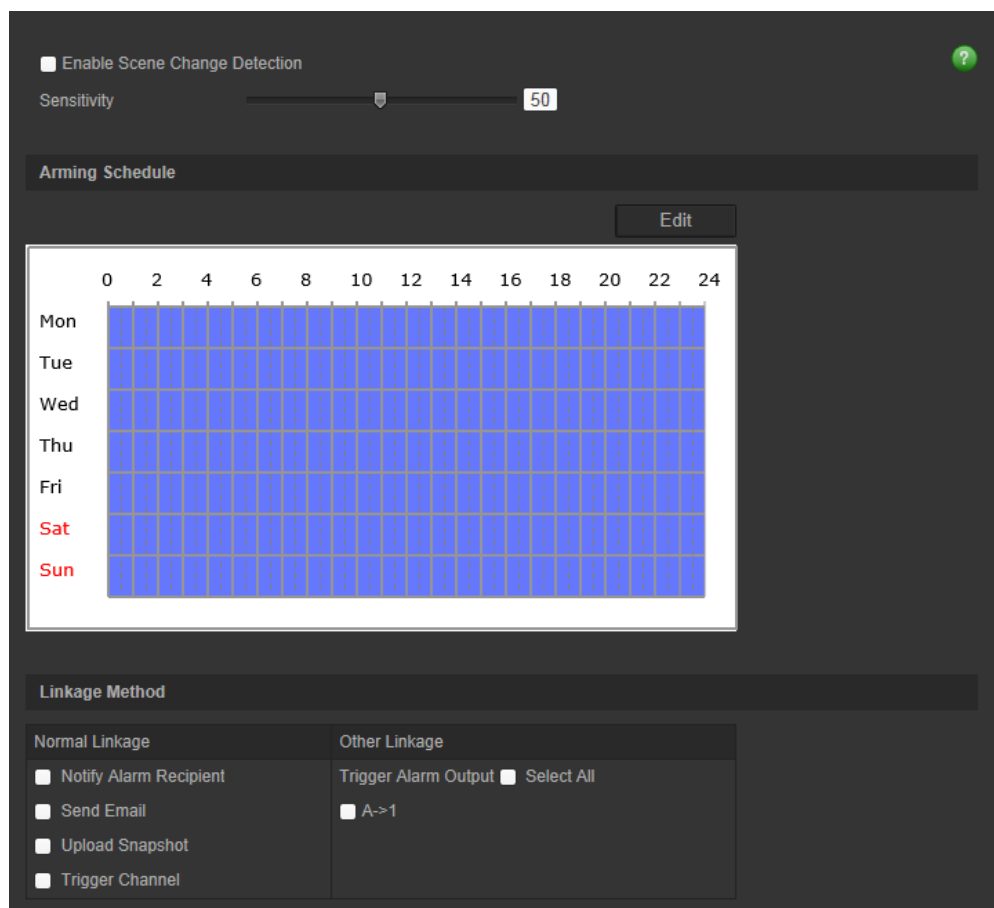 Enable Scene Change Detection
?
Sensitivity 50
Arming Schedule
Edit
0 2 4 6 8 10 12 14 16 18 20 22 24
Mon
Tue
Wed
Thu
Fri
Sat
Sun
Linkage Method
Normal Linkage Other Linkage
Notify Alarm Recipient Trigger Alarm Output Select All
Send Email A->1
Upload Snapshot
Trigger Channel